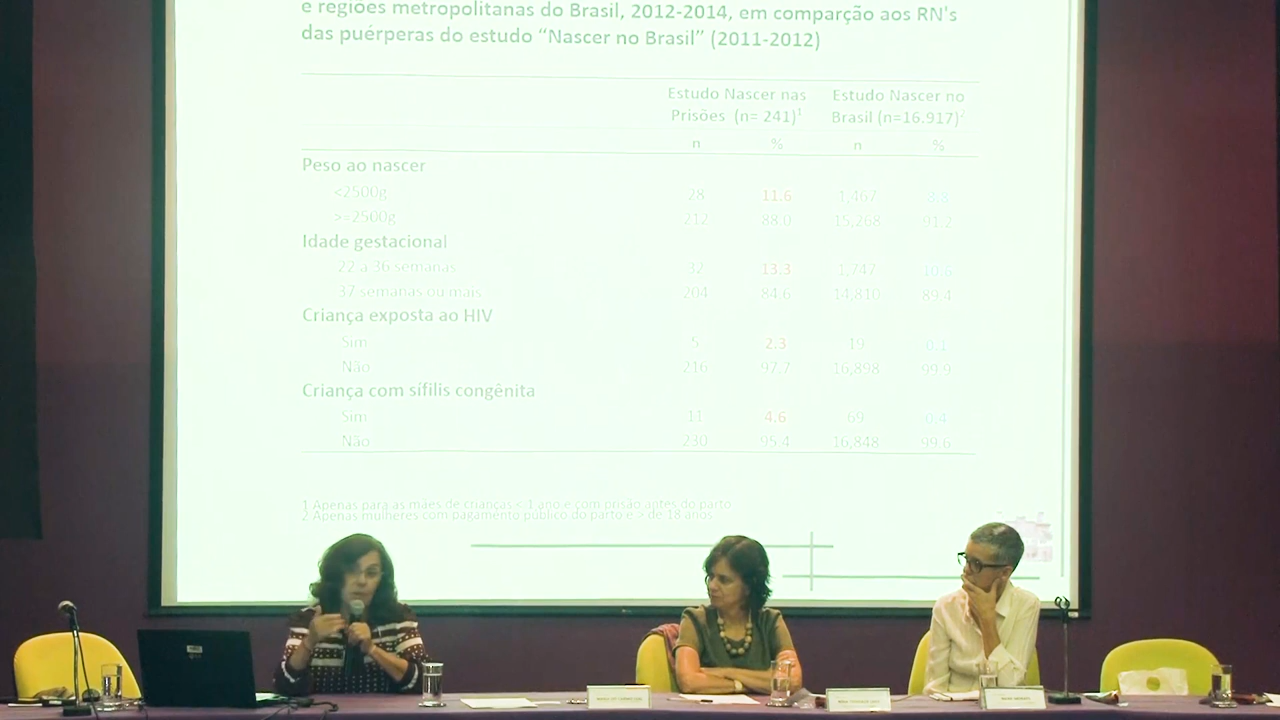 e regiões metropolitanas do Brasil, 2012-2014, em comparção aos RN's
das puérperas do estudo “Nascer no Brasil” (2011-2012)
Estudo Nascer nas Prisões (n= 241)¹ Estudo Nascer no Brasil (n=16.917)²
n % n %
Peso ao nascer
<2500g 28 11.6 1,467 8.8
>=2500g 212 88.0 15,268 91.2
Idade gestacional
22 a 36 semanas 32 13.3 1,747 10.6
37 semanas ou mais 204 84.6 14,810 89.4
Criança exposta ao HIV
Sim 5 2.3 19 0.1
Não 216 97.7 16,898 99.9
Criança com sífilis congênita
Sim 11 4.6 69 0.4
Não 230 95.4 16,848 99.6
1 Apenas para as mães de crianças < 1 ano e com prisão antes do parto
2 Apenas mulheres com pagamento público do parto e > de 18 anos